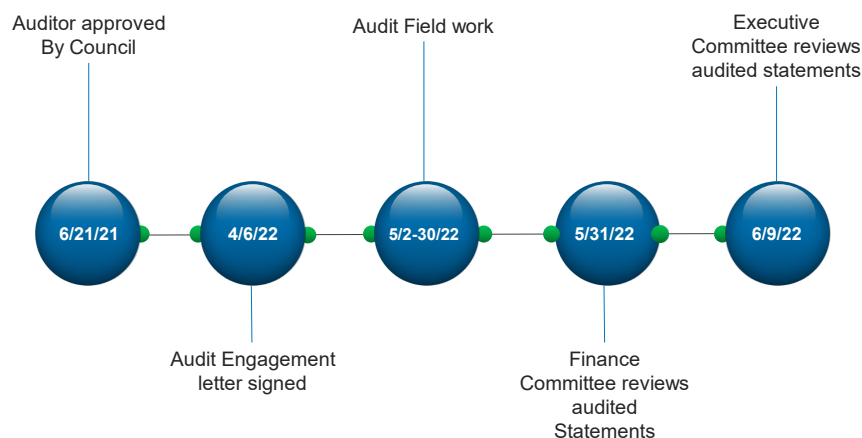 Auditor approved
By Council
Audit Field work
Executive
Committee reviews
audited statements
6/21/21
4/6/22
5/2-30/22
5/31/22
6/9/22
Audit Engagement
letter signed
Finance
Committee reviews
audited
Statements